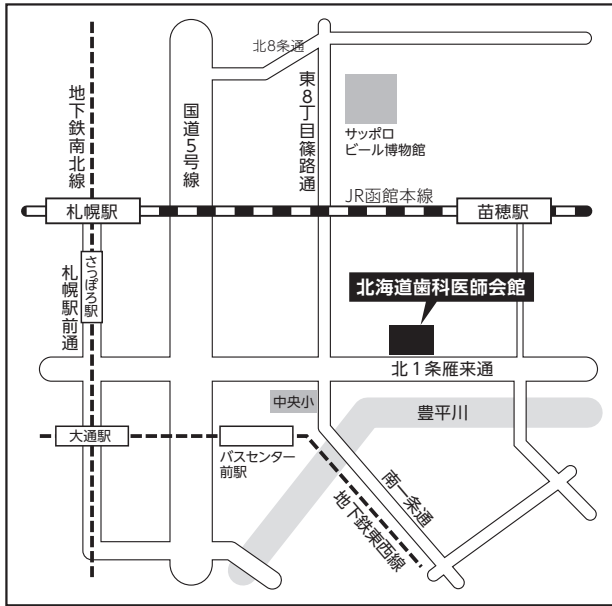 北8条通
地下鉄南北線
国道5号線
東8丁目篠路通
サッポロ
ビール博物館
JR函館本線
札幌駅
苗穂駅
さっぽろ駅
札幌駅前通
北海道歯科医師会館
北1条雁来通
中央小
豊平川
大通駅
バスセンター
前駅
南一条通
地下鉄東西線